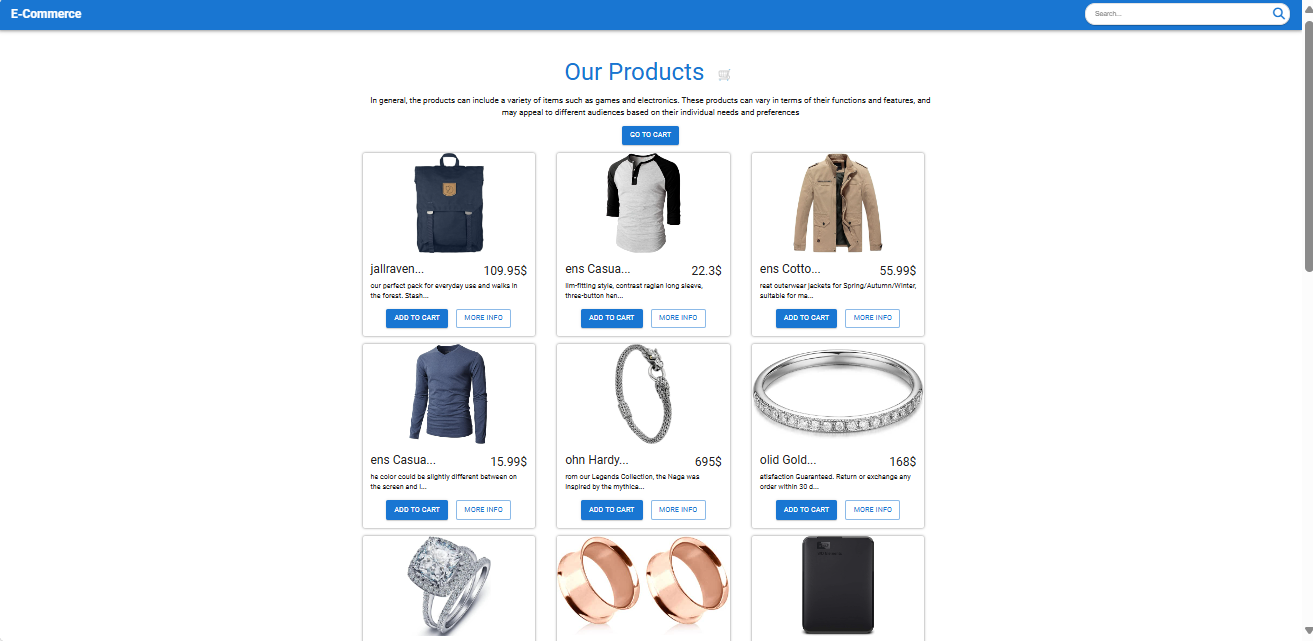 E-Commerce
Search...
Our Products
In general, the products can include a variety of items such as games and electronics. These products can vary in terms of their functions and features, and
may appeal to different audiences based on their individual needs and preferences
GO TO CART
jallraven... 109.95$
our perfect pack for everyday use and walks in
the forest. Stash...
ADD TO CART MORE INFO
ens Casua... 22.3$
lim-fitting style, contrast raglan long sleeve,
three-button hen...
ADD TO CART MORE INFO
ens Cotto... 55.99$
reat outerwear jackets for Spring/Autumn/Winter,
suitable for ma...
ADD TO CART MORE INFO
ens Casua... 15.99$
he color could be slightly different between on
the screen and i...
ADD TO CART MORE INFO
ohn Hardy... 695$
rom our Legends Collection, the Naga was
inspired by the mythica...
ADD TO CART MORE INFO
olid Gold... 168$
atisfaction Guaranteed. Return or exchange any
order within 30 d...
ADD TO CART MORE INFO